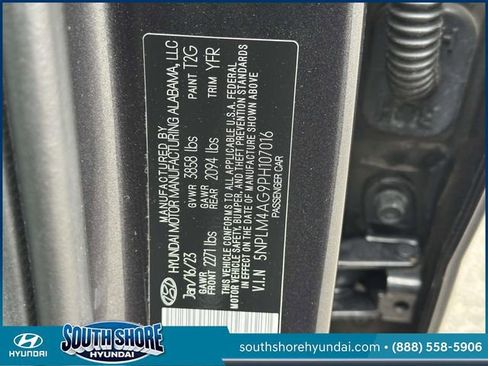 MANUFACTURED BY
HYUNDAI MOTOR MANUFACTURING ALABAMA, LLC
Jan/16/23 GVWR 3858 lbs PAINT T2G
GAWR FRONT 2271 lbs GAWR REAR 2094 lbs TRIM YFR
THIS VEHICLE CONFORMS TO ALL APPLICABLE U.S.A. FEDERAL
MOTOR VEHICLE SAFETY, BUMPER, AND THEFT PREVENTION STANDARDS
IN EFFECT ON THE DATE OF MANUFACTURE SHOWN ABOVE
V.I.N 5NPLM4AG9PH107016
PASSENGER CAR
HYUNDAI
SOUTH SHORE
HYUNDAI
southshorehyundai.com • (888) 558-5906